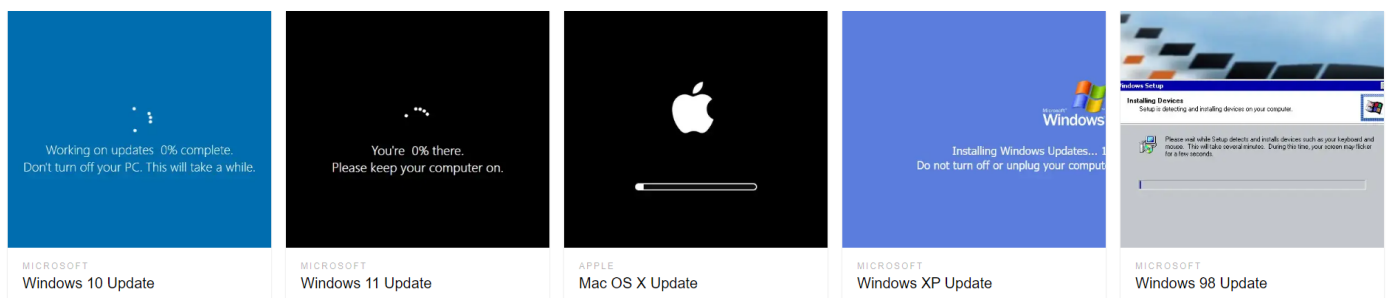 Working on updates 0% complete.
Don't turn off your PC. This will take a while.
MICROSOFT
Windows 10 Update
You're 0% there.
Please keep your computer on.
MICROSOFT
Windows 11 Update
APPLE
Mac OS X Update
Microsoft
Windows
Installing Windows Updates... 1
Do not turn off or unplug your comput
MICROSOFT
Windows XP Update
Windows Setup
Installing Devices
Setup is detecting and installing devices on your computer.
Please wait while Setup detects and installs devices such as your keyboard and
mouse. This will take several minutes. During this time, your screen may flicker
for a few seconds.
MICROSOFT
Windows 98 Update